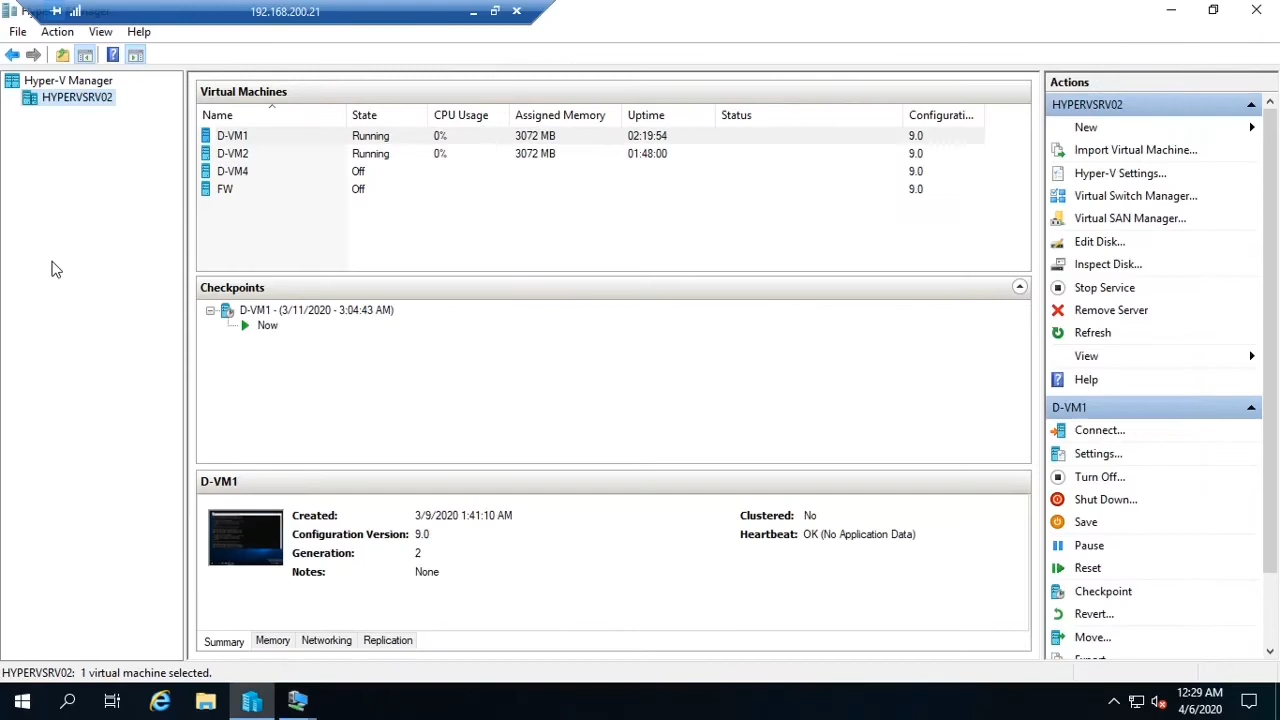 Hyper-V Manager
192.168.200.21
File Action View Help
Hyper-V Manager
HYPERVSRV02
Virtual Machines
Name State CPU Usage Assigned Memory Uptime Status Configurati...
D-VM1 Running 0% 3072 MB 02:19:54 9.0
D-VM2 Running 0% 3072 MB 01:48:00 9.0
D-VM4 Off 9.0
FW Off 9.0
Checkpoints
D-VM1 - (3/11/2020 - 3:04:43 AM)
Now
D-VM1
Created: 3/9/2020 1:41:10 AM Clustered: No
Configuration Version: 9.0 Heartbeat: OK (No Application Data)
Generation: 2
Notes: None
Summary Memory Networking Replication
Actions
HYPERVSRV02
New
Import Virtual Machine...
Hyper-V Settings...
Virtual Switch Manager...
Virtual SAN Manager...
Edit Disk...
Inspect Disk...
Stop Service
Remove Server
Refresh
View
Help
D-VM1
Connect...
Settings...
Turn Off...
Shut Down...
Save
Pause
Reset
Checkpoint
Revert...
Move...
Export...
HYPERVSRV02: 1 virtual machine selected.
12:29 AM
4/6/2020